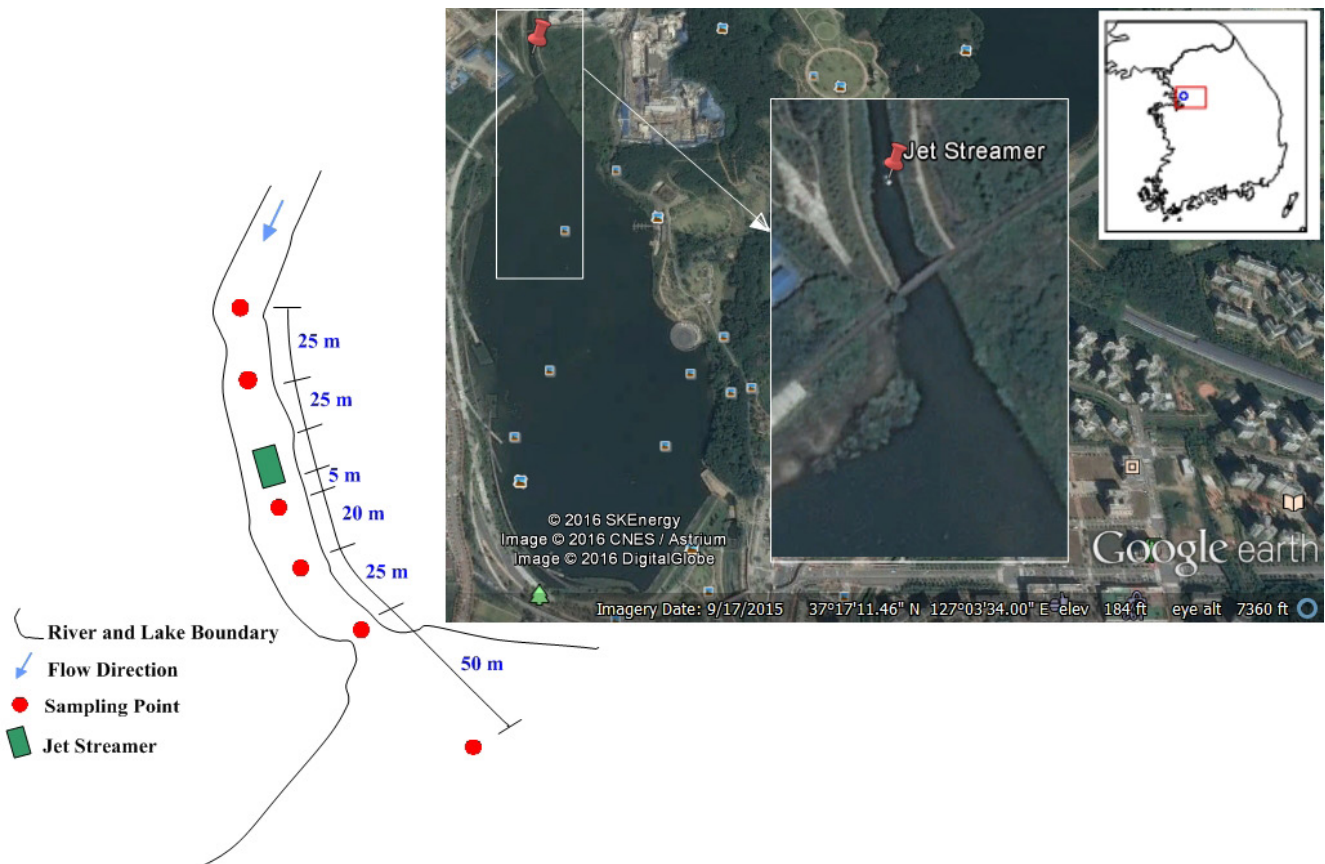 Jet Streamer
25 m
25 m
5 m
20 m
25 m
50 m
© 2016 SKEnergy
Image © 2016 CNES / Astrium
Image © 2016 DigitalGlobe
Google earth
Imagery Date: 9/17/2015 37°17'11.46" N 127°03'34.00" E elev 184 ft eye alt 7360 ft
River and Lake Boundary
Flow Direction
Sampling Point
Jet Streamer